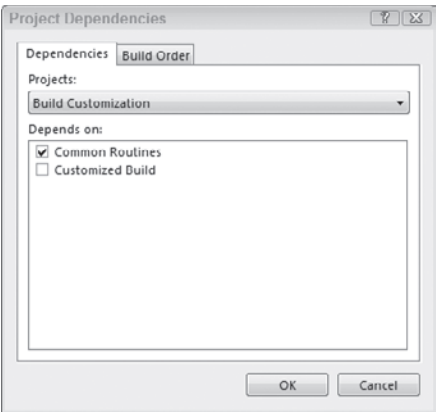 Project Dependencies
Dependencies Build Order
Projects:
Build Customization
Depends on:
Common Routines
Customized Build
OK Cancel